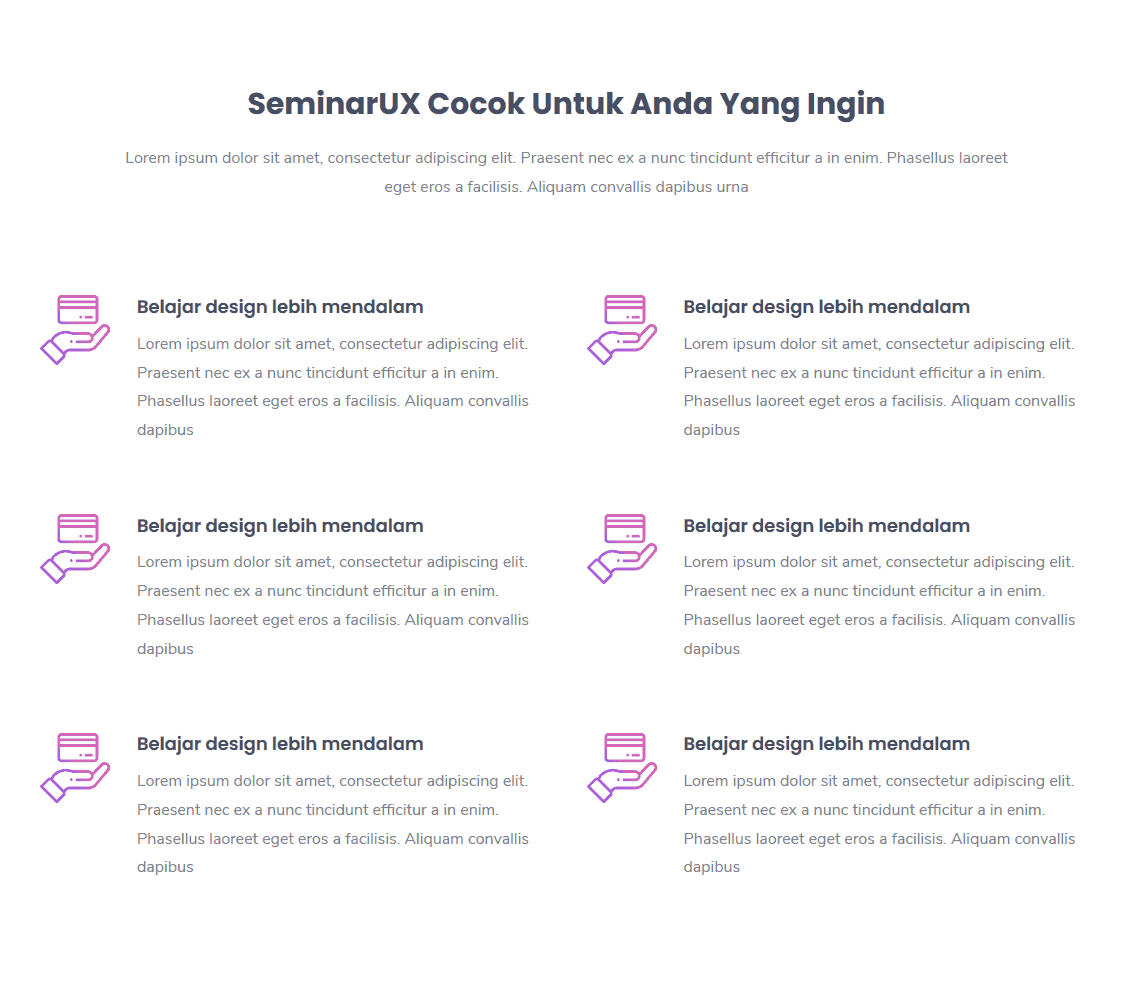 SeminarUX Cocok Untuk Anda Yang Ingin
Lorem ipsum dolor sit amet, consectetur adipiscing elit. Praesent nec ex a nunc tincidunt efficitur a in enim. Phasellus laoreet
eget eros a facilisis. Aliquam convallis dapibus urna
Belajar design lebih mendalam
Lorem ipsum dolor sit amet, consectetur adipiscing elit.
Praesent nec ex a nunc tincidunt efficitur a in enim.
Phasellus laoreet eget eros a facilisis. Aliquam convallis
dapibus
Belajar design lebih mendalam
Lorem ipsum dolor sit amet, consectetur adipiscing elit.
Praesent nec ex a nunc tincidunt efficitur a in enim.
Phasellus laoreet eget eros a facilisis. Aliquam convallis
dapibus
Belajar design lebih mendalam
Lorem ipsum dolor sit amet, consectetur adipiscing elit.
Praesent nec ex a nunc tincidunt efficitur a in enim.
Phasellus laoreet eget eros a facilisis. Aliquam convallis
dapibus
Belajar design lebih mendalam
Lorem ipsum dolor sit amet, consectetur adipiscing elit.
Praesent nec ex a nunc tincidunt efficitur a in enim.
Phasellus laoreet eget eros a facilisis. Aliquam convallis
dapibus
Belajar design lebih mendalam
Lorem ipsum dolor sit amet, consectetur adipiscing elit.
Praesent nec ex a nunc tincidunt efficitur a in enim.
Phasellus laoreet eget eros a facilisis. Aliquam convallis
dapibus
Belajar design lebih mendalam
Lorem ipsum dolor sit amet, consectetur adipiscing elit.
Praesent nec ex a nunc tincidunt efficitur a in enim.
Phasellus laoreet eget eros a facilisis. Aliquam convallis
dapibus